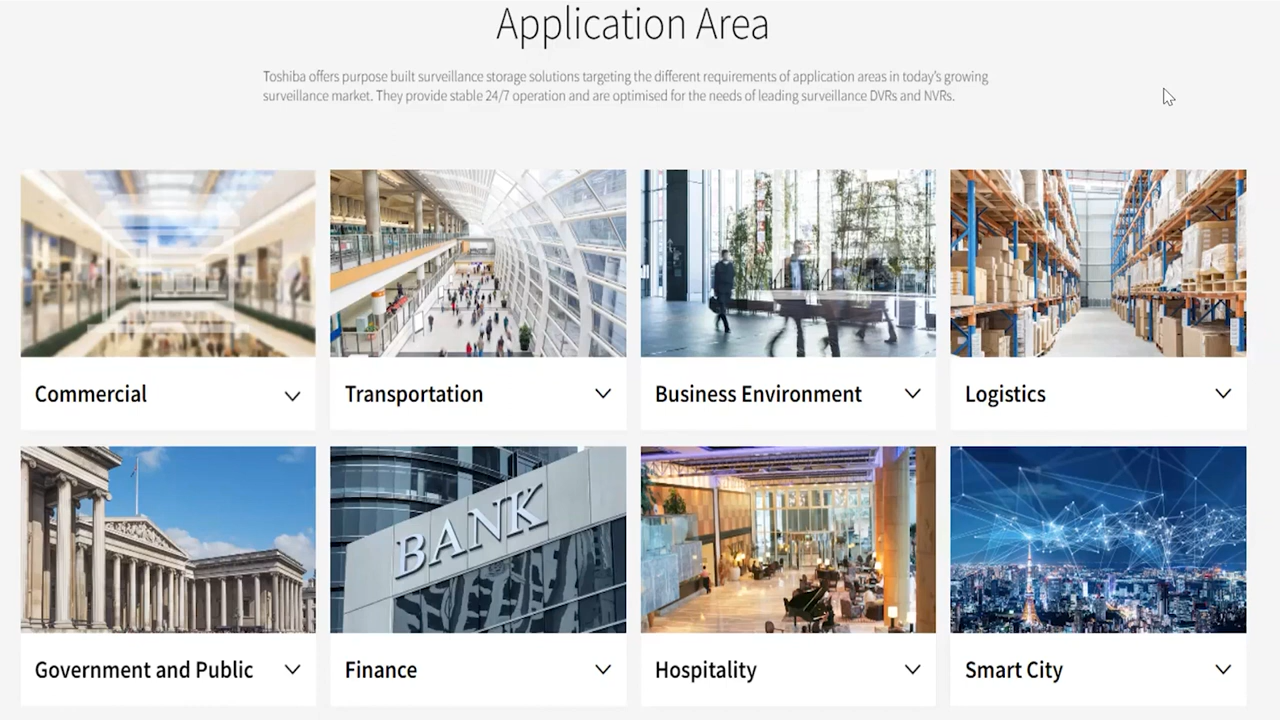 Application Area
Toshiba offers purpose built surveillance storage solutions targeting the different requirements of application areas in today's growing
surveillance market. They provide stable 24/7 operation and are optimised for the needs of leading surveillance DVRs and NVRs.
Commercial
Transportation
Business Environment
Logistics
BANK
Government and Public
Finance
Hospitality
Smart City